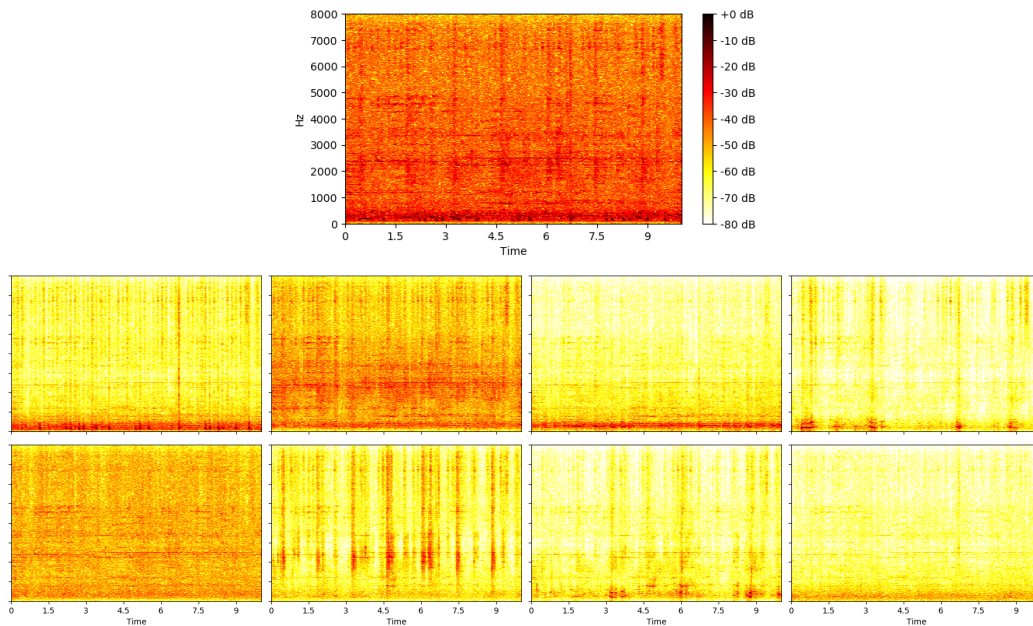 8000
7000
6000
5000
4000
3000
2000
1000
0
Hz
0 1.5 3 4.5 6 7.5 9
Time
+0 dB
-10 dB
-20 dB
-30 dB
-40 dB
-50 dB
-60 dB
-70 dB
-80 dB
0 1.5 3 4.5 6 7.5 9
Time
0 1.5 3 4.5 6 7.5 9
Time
0 1.5 3 4.5 6 7.5 9
Time
0 1.5 3 4.5 6 7.5 9
Time